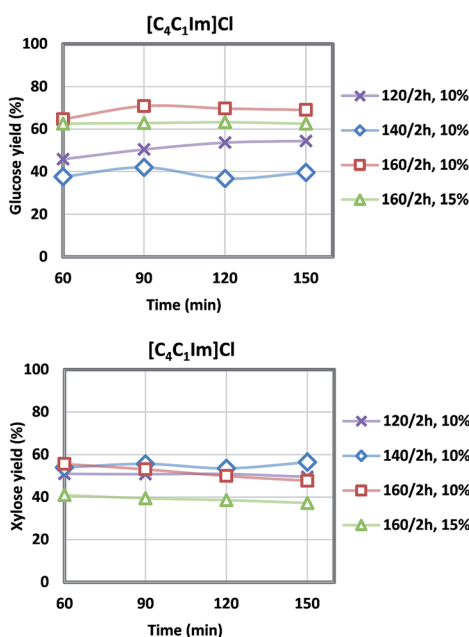 [C₄C₁Im]Cl
Glucose yield (%)
100
80
60
40
20
0
60 90 120 150
Time (min)
120/2h, 10%
140/2h, 10%
160/2h, 10%
160/2h, 15%
[C₄C₁Im]Cl
Xylose yield (%)
100
80
60
40
20
0
60 90 120 150
Time (min)
120/2h, 10%
140/2h, 10%
160/2h, 10%
160/2h, 15%